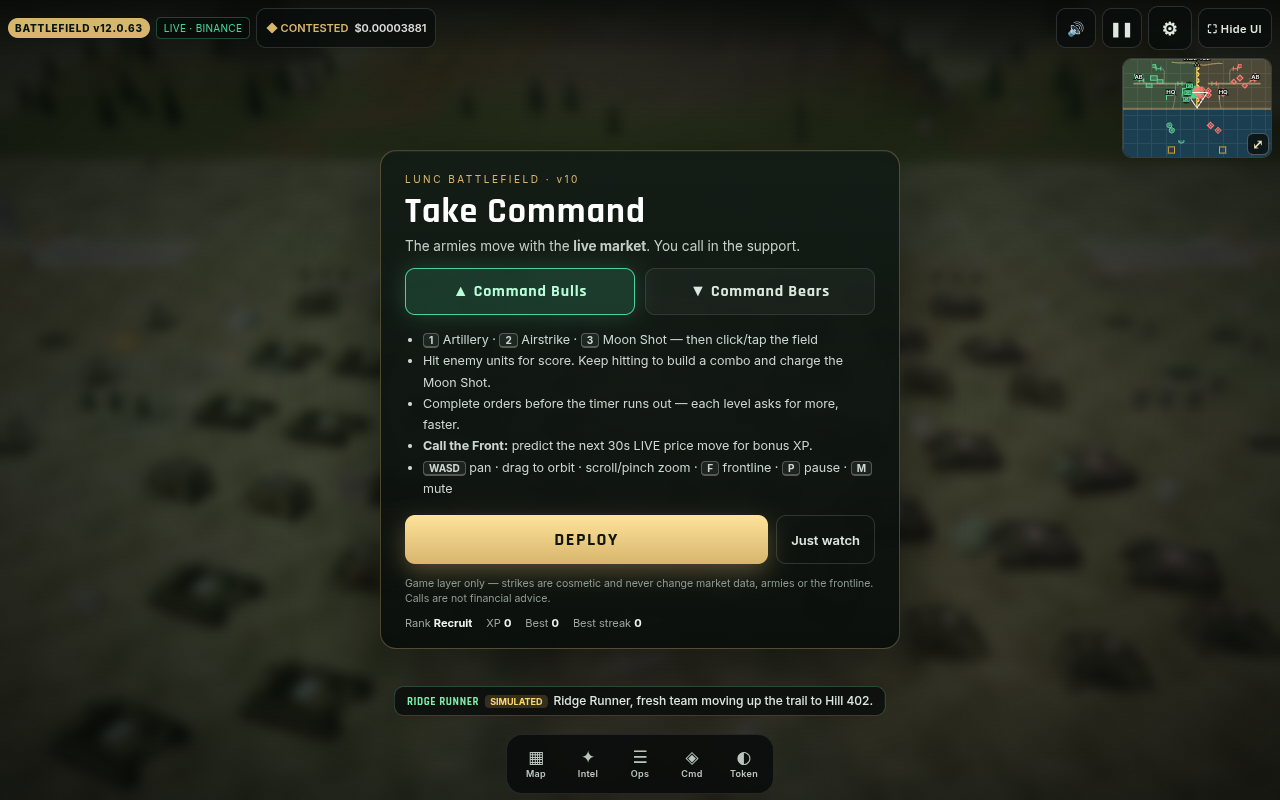 BATTLEFIELD v12.0.63
LIVE · BINANCE
◆ CONTESTED $0.00003881
Hide UI
AB
AB
HQ
HQ
LUNC BATTLEFIELD · v10
Take Command
The armies move with the live market. You call in the support.
▲ Command Bulls
▼ Command Bears
• 1 Artillery · 2 Airstrike · 3 Moon Shot — then click/tap the field
• Hit enemy units for score. Keep hitting to build a combo and charge the
Moon Shot.
• Complete orders before the timer runs out — each level asks for more,
faster.
• Call the Front: predict the next 30s LIVE price move for bonus XP.
• WASD pan · drag to orbit · scroll/pinch zoom · F frontline · P pause · M
mute
DEPLOY
Just watch
Game layer only — strikes are cosmetic and never change market data, armies or the frontline.
Calls are not financial advice.
Rank Recruit XP 0 Best 0 Best streak 0
RIDGE RUNNER SIMULATED Ridge Runner, fresh team moving up the trail to Hill 402.
Map
Intel
Ops
Cmd
Token